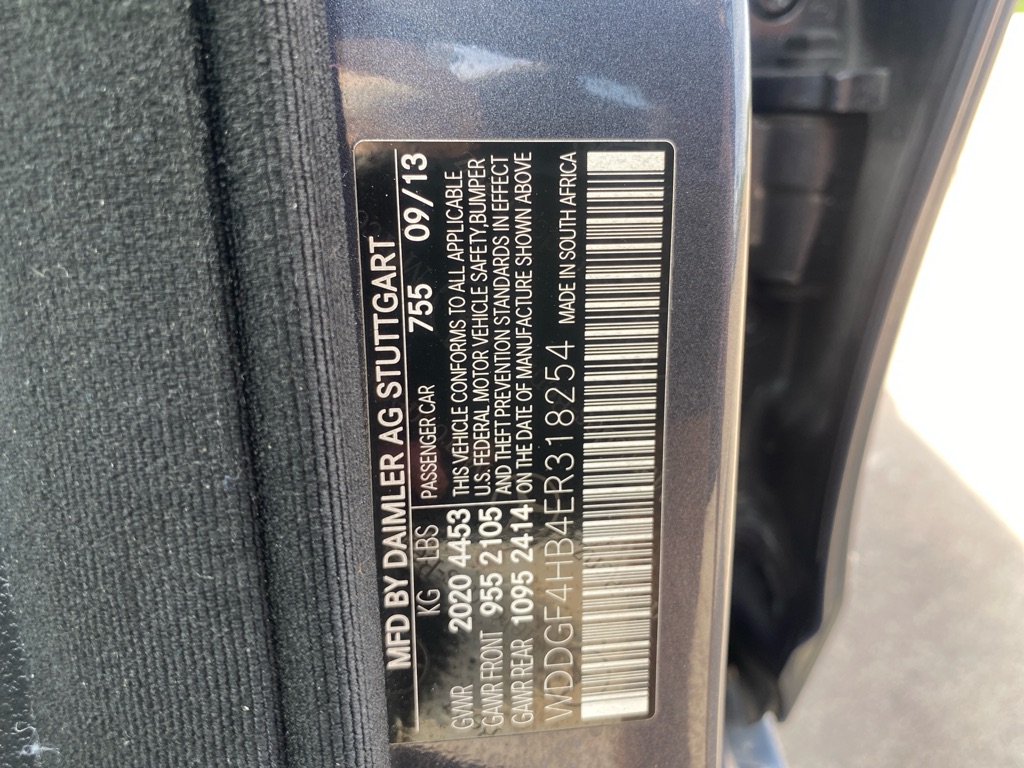 MFD BY DAIMLER AG STUTTGART
KG LBS PASSENGER CAR 755 09/13
GVWR 2020 4453 THIS VEHICLE CONFORMS TO ALL APPLICABLE
GAWR FRONT 955 2105 U.S. FEDERAL MOTOR VEHICLE SAFETY,BUMPER
GAWR REAR 1095 2414 AND THEFT PREVENTION STANDARDS IN EFFECT
ON THE DATE OF MANUFACTURE SHOWN ABOVE
WDDGF4HB4ER318254 MADE IN SOUTH AFRICA